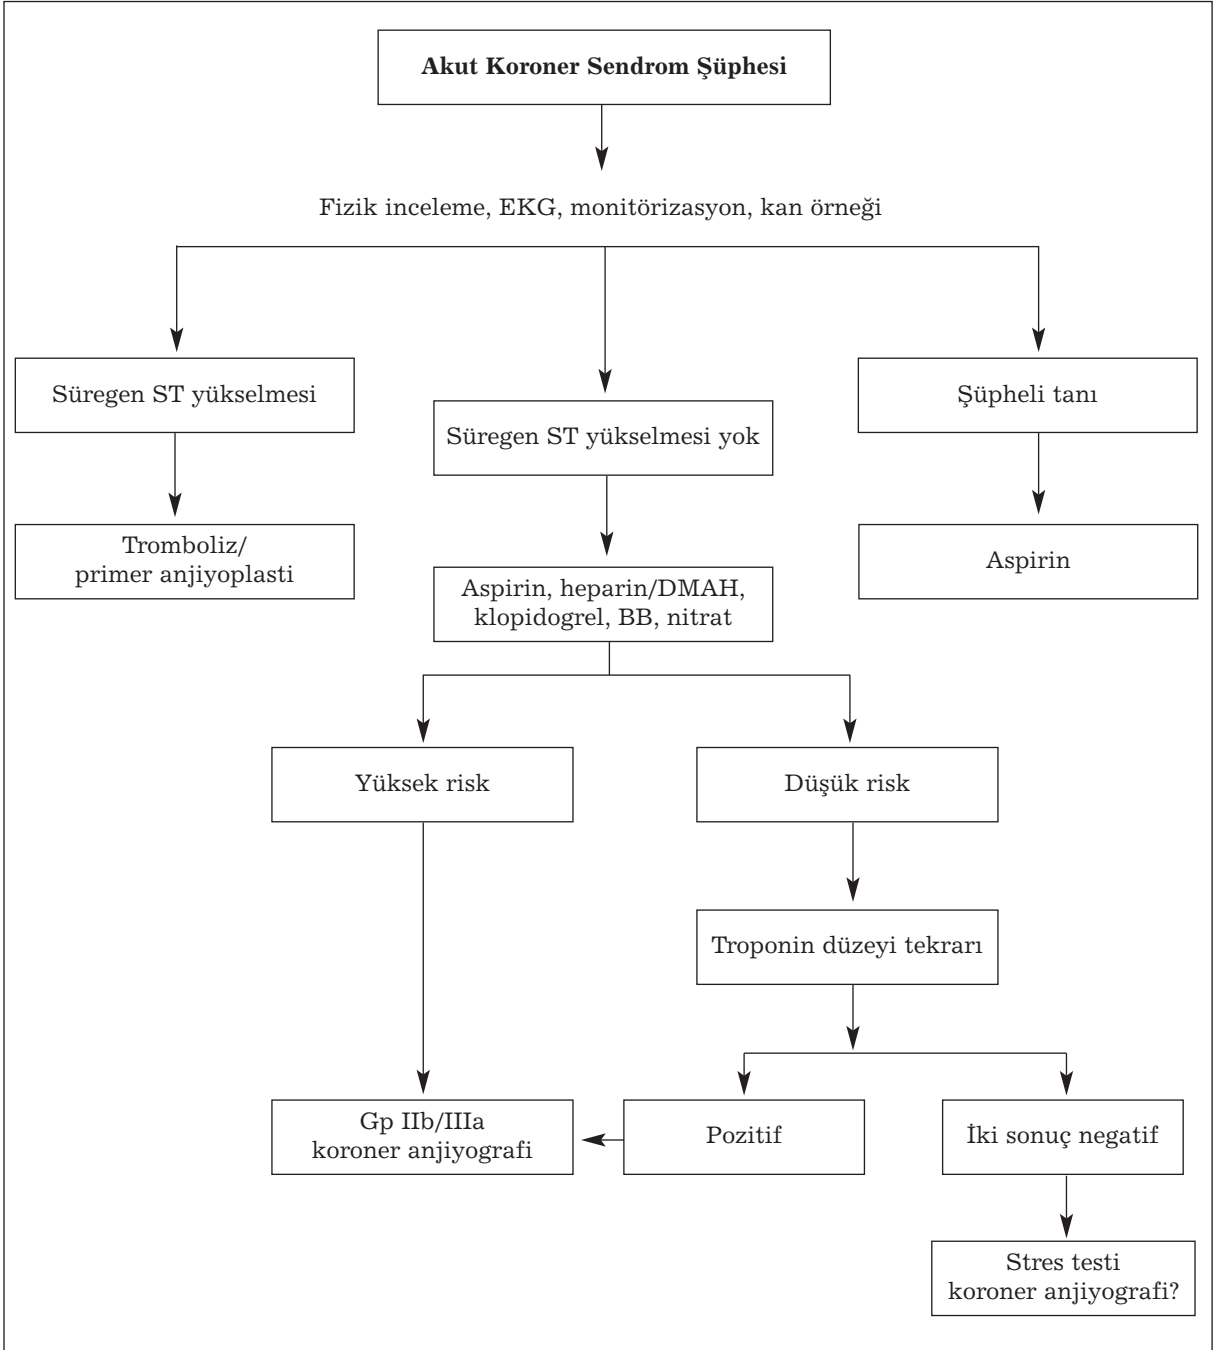 Akut Koroner Sendrom Şüphesi
Fizik inceleme, EKG, monitörizasyon, kan örneği
Süregen ST yükselmesi
Şüpheli tanı
Süregen ST yükselmesi yok
Tromboliz/
primer anjiyoplasti
Aspirin
Aspirin, heparin/DMAH,
klopidogrel, BB, nitrat
Yüksek risk
Düşük risk
Troponin düzeyi tekrarı
Gp IIb/IIIa
koroner anjiyografi
Pozitif
İki sonuç negatif
Stres testi
koroner anjiyografi?